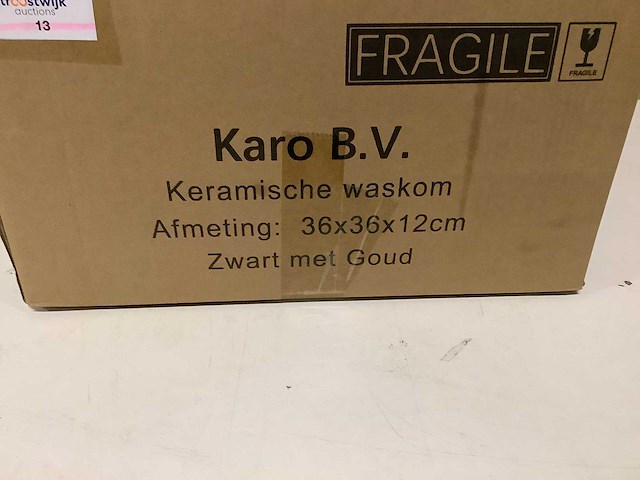 troostwijk
auctions
13
FRAGILE
FRAGILE
Karo B.V.
Keramische waskom
Afmeting: 36x36x12cm
Zwart met Goud